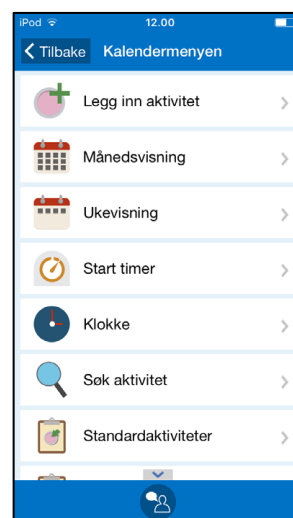 iPod 12.00
Tilbake Kalendermenyen
Legg inn aktivitet
Månedsvisning
Ukevisning
Start timer
Klokke
Søk aktivitet
Standardaktiviteter